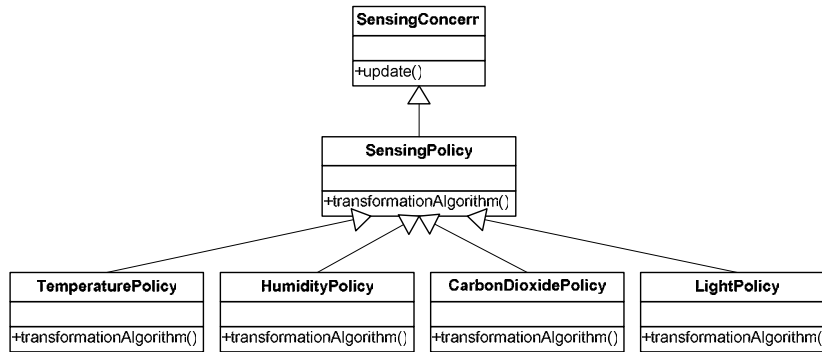 SensingConcerr
+update()
SensingPolicy
+transformationAlgorithm()
TemperaturePolicy
HumidityPolicy
CarbonDioxidePolicy
LightPolicy
+transformationAlgorithm()
+transformationAlgorithm()
+transformationAlgorithm()
+transformationAlgorithm(